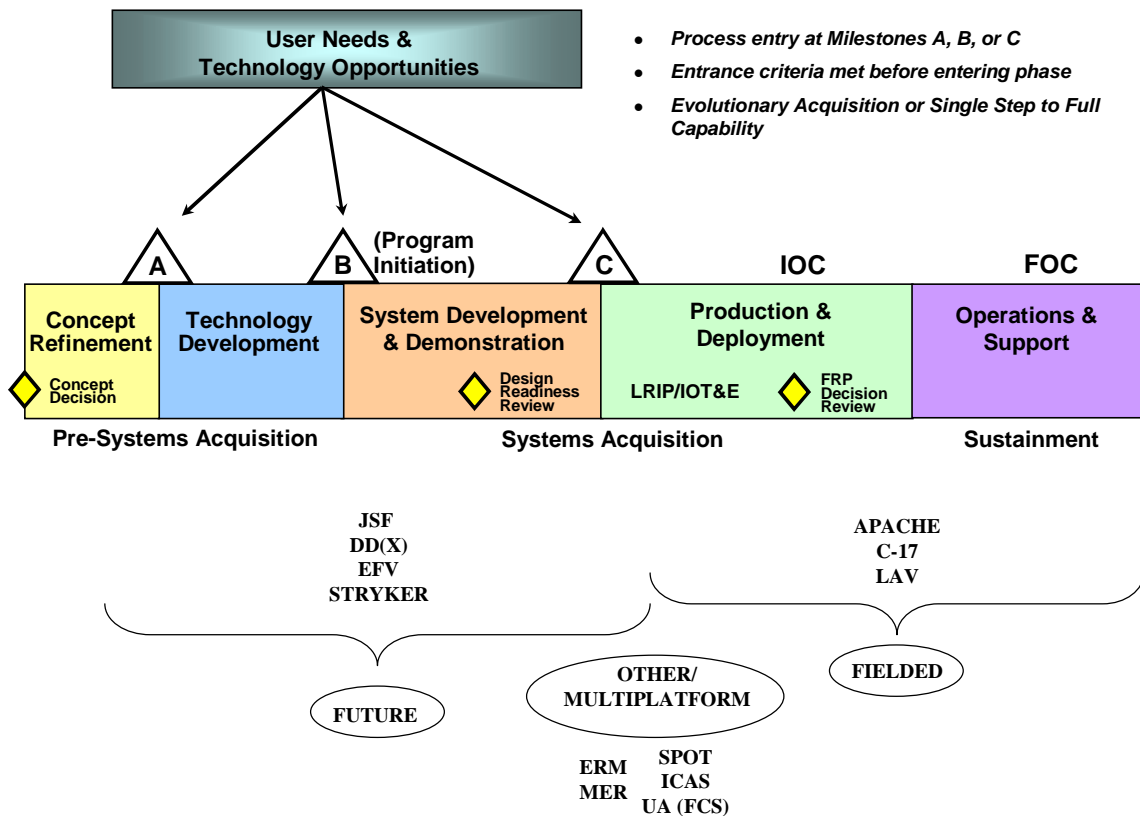 User Needs &
Technology Opportunities
• Process entry at Milestones A, B, or C
• Entrance criteria met before entering phase
• Evolutionary Acquisition or Single Step to Full
Capability
A
B
(Program
Initiation)
C
IOC
FOC
Concept
Refinement
Technology
Development
System Development
& Demonstration
Production &
Deployment
Operations &
Support
Concept
Decision
Design
Readiness
Review
LRIP/IOT&E
FRP
Decision
Review
Pre-Systems Acquisition
Systems Acquisition
Sustainment
JSF
DD(X)
EFV
STRYKER
APACHE
C-17
LAV
FUTURE
OTHER/
MULTIPLATFORM
FIELDED
ERM
MER
SPOT
ICAS
UA (FCS)